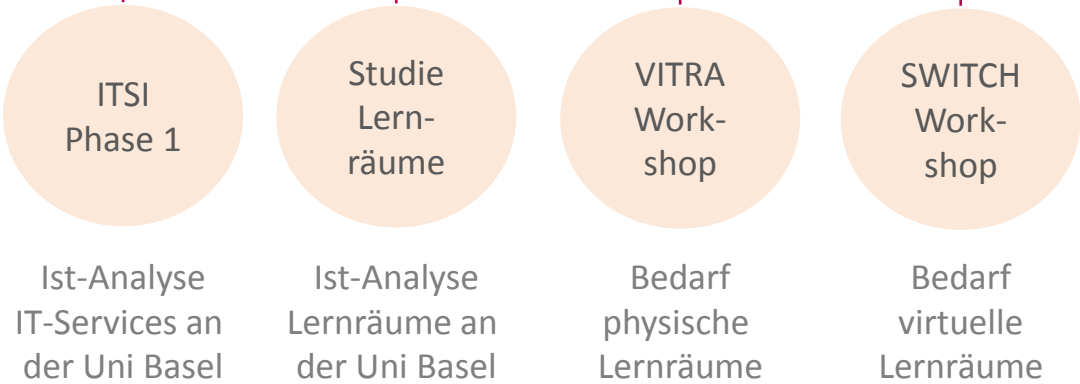 ITSI
Phase 1
Studie
Lern-
räume
VITRA
Work-
shop
SWITCH
Work-
shop
Ist-Analyse
IT-Services an
der Uni Basel
Ist-Analyse
Lernräume an
der Uni Basel
Bedarf
physische
Lernräume
Bedarf
virtuelle
Lernräume